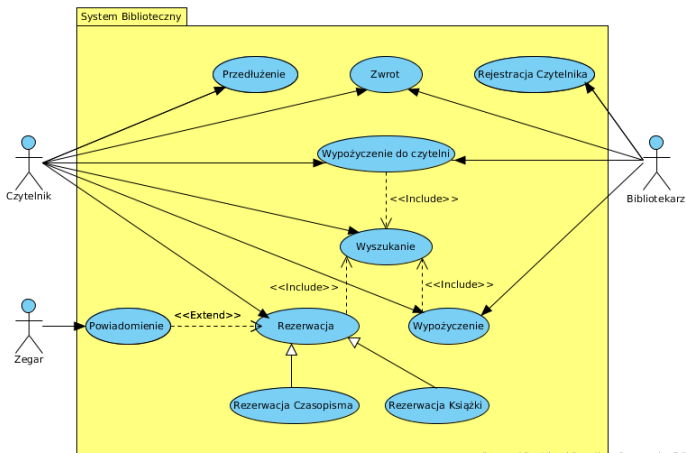 System Biblioteczny
Przedłużenie
Zwrot
Rejestracja Czytelnika
Wypożyczenie do czytelni
Czytelnik
Bibliotekarz
<<Include>>
Wyszukanie
<<Include>>
<<Include>>
<<Extend>>
Powiadomienie
Rezerwacja
Wypożyczenie
Zegar
Rezerwacja Czasopisma
Rezerwacja Książki